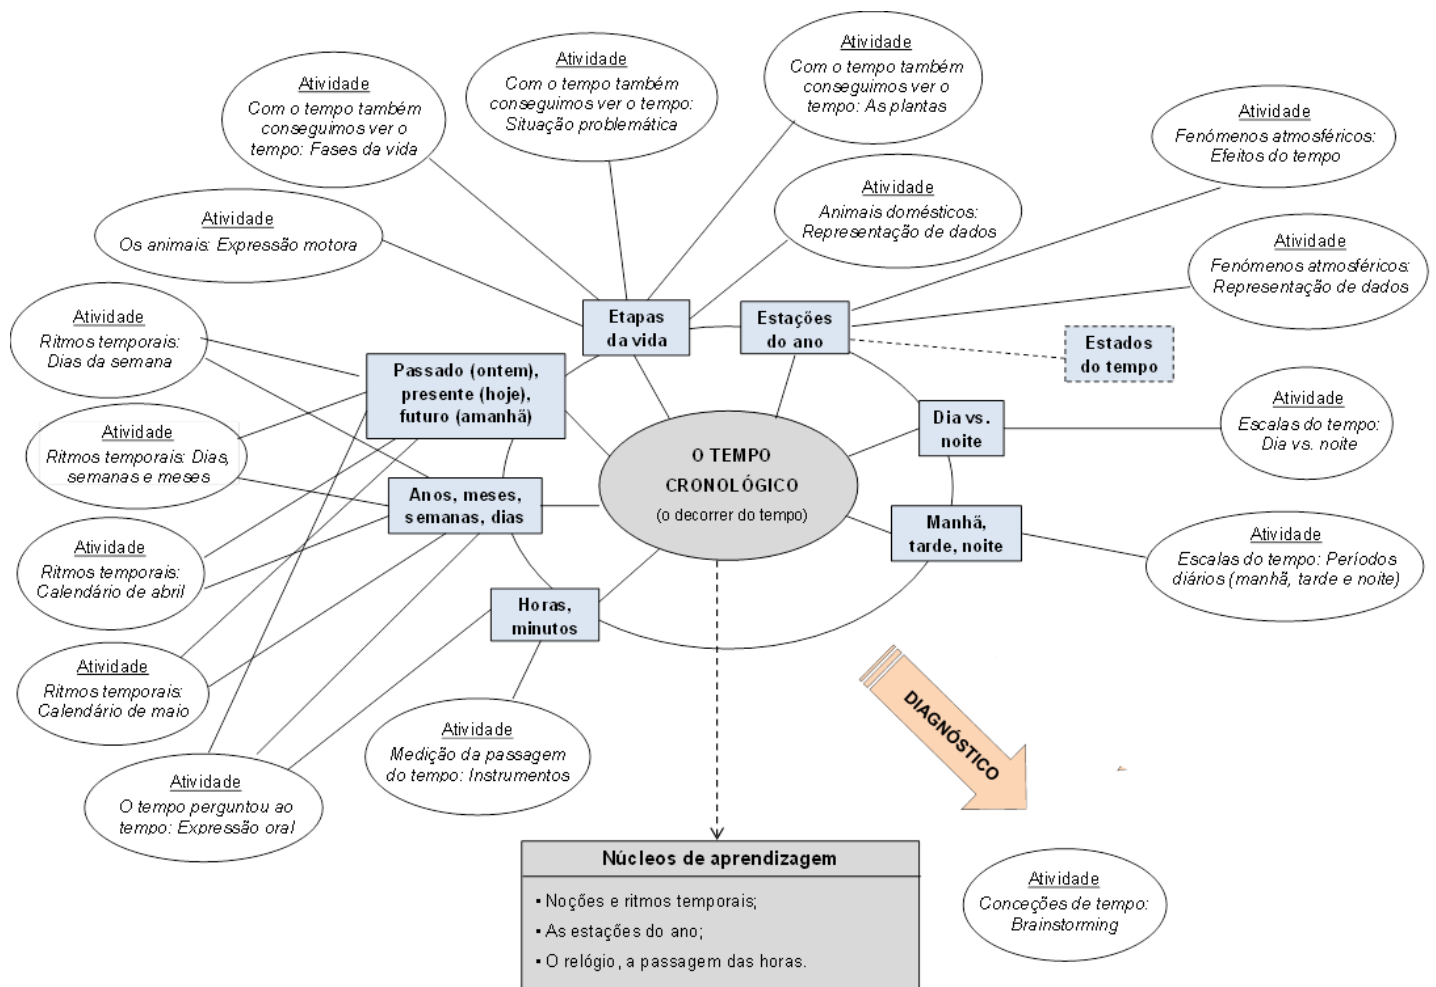 Atividade
Com o tempo também
conseguimos ver o
tempo: Fases da vida
Atividade
Com o tempo também
conseguimos ver o tempo:
Situação problemática
Atividade
Com o tempo também
conseguimos ver o
tempo: As plantas
Atividade
Fenómenos atmosféricos:
Efeitos do tempo
Atividade
Os animais: Expressão motora
Atividade
Animais domésticos:
Representação de dados
Atividade
Fenómenos atmosféricos:
Representação de dados
Atividade
Ritmos temporais:
Dias da semana
Etapas
da vida
Estações
do ano
Estados
do tempo
Passado (ontem),
presente (hoje),
futuro (amanhã)
Atividade
Ritmos temporais: Dias,
semanas e meses
Dia vs.
noite
Atividade
Escalas do tempo:
Dia vs. noite
O TEMPO
CRONOLÓGICO
(o decorrer do tempo)
Anos, meses,
semanas, dias
Manhã,
tarde, noite
Atividade
Escalas do tempo: Períodos
diários (manhã, tarde e noite)
Atividade
Ritmos temporais:
Calendário de abril
Horas,
minutos
Atividade
Ritmos temporais:
Calendário de maio
Atividade
Medição da passagem
do tempo: Instrumentos
DIAGNÓSTICO
Atividade
O tempo perguntou ao
tempo: Expressão oral
Núcleos de aprendizagem
▪ Noções e ritmos temporais;
▪ As estações do ano;
▪ O relógio, a passagem das horas.
Atividade
Conceções de tempo:
Brainstorming